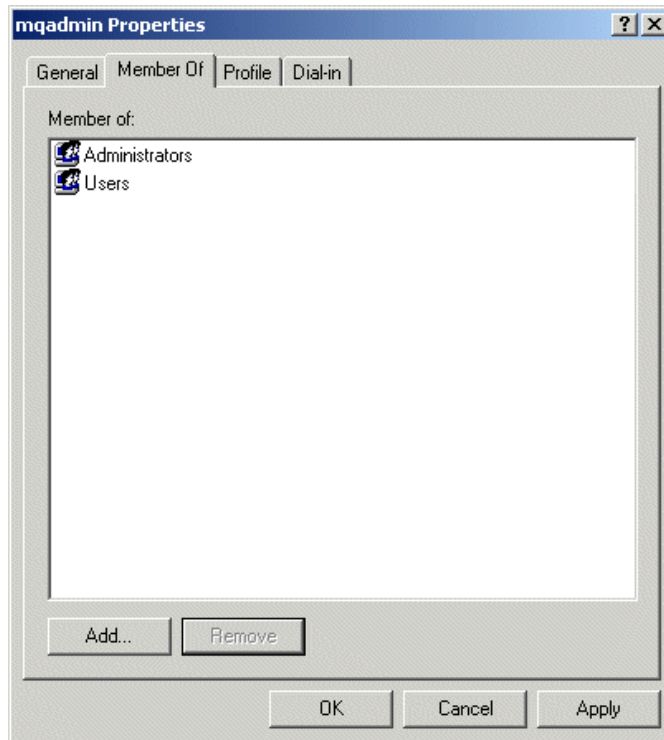 mqadmin Properties
General Member Of Profile Dial-in
Member of:
Administrators
Users
Add... Remove
OK Cancel Apply